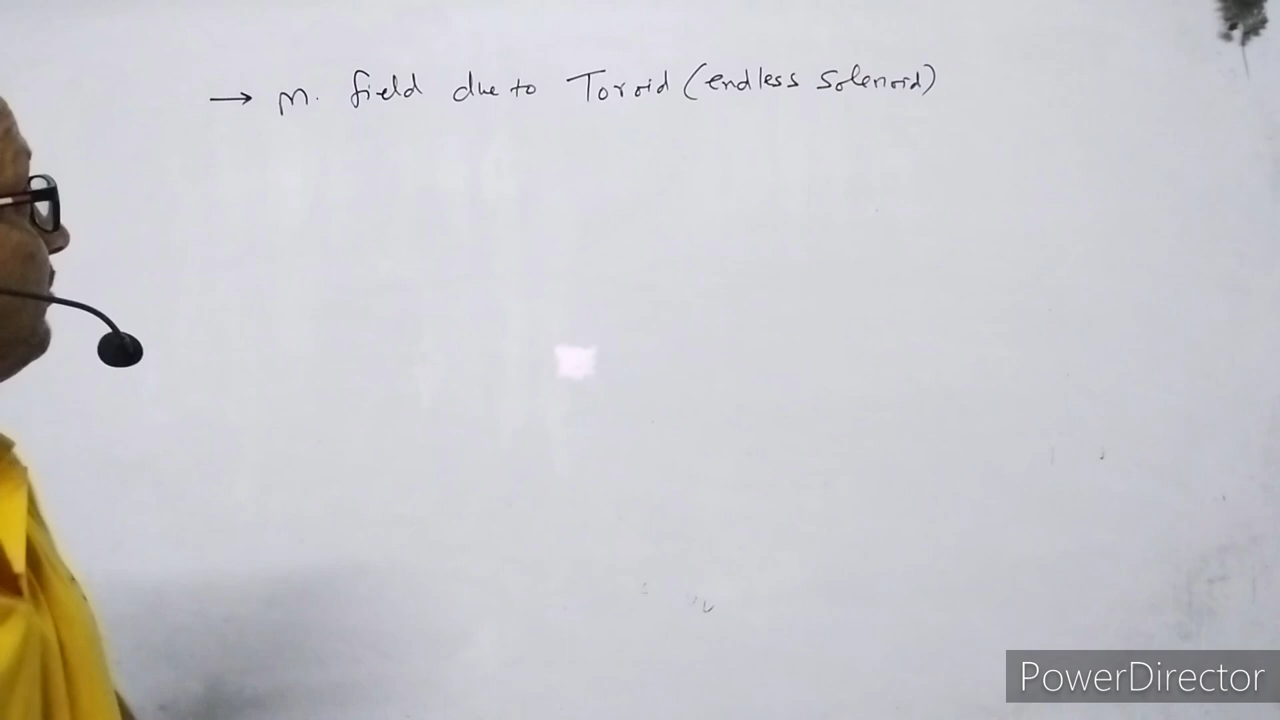 → M. field due to Toroid (endless Solenoid)
PowerDirector